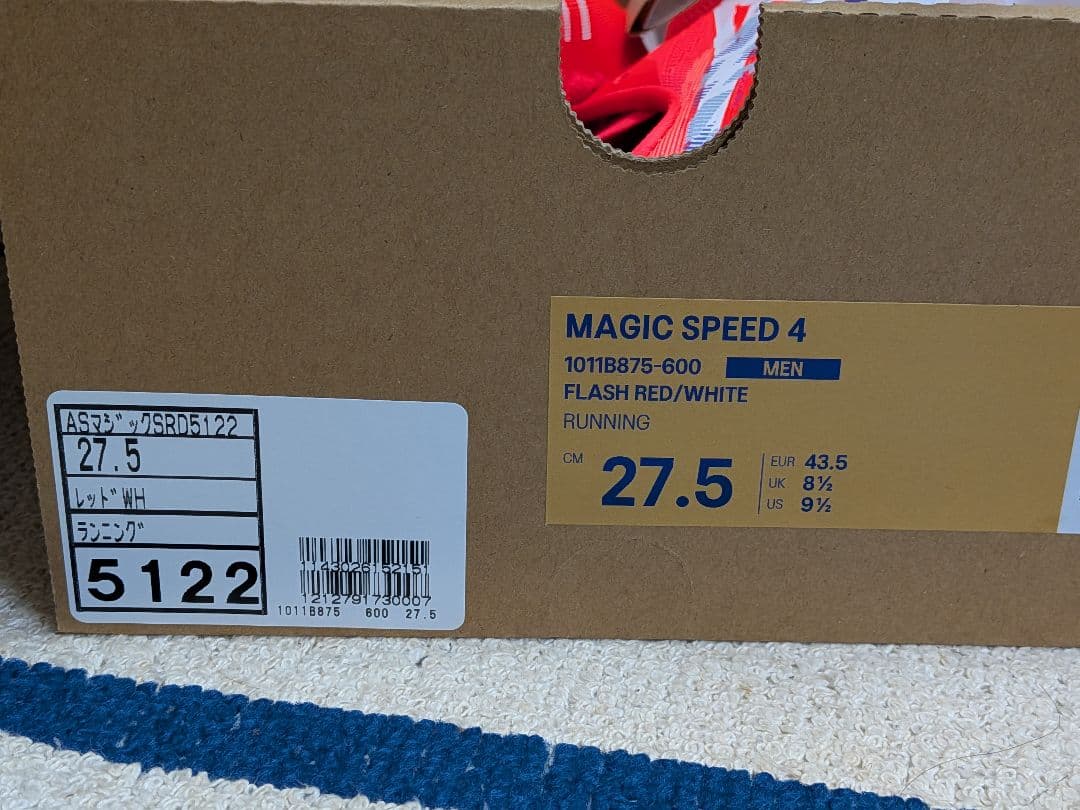 MAGIC SPEED 4
1011B875-600 MEN
FLASH RED/WHITE
RUNNING
CM 27.5
EUR 43.5
UK 8½
US 9½
ASマジックSRD5122
27.5
レッドWH
ランニング
5122
1212791730007
1011B875 600 27.5